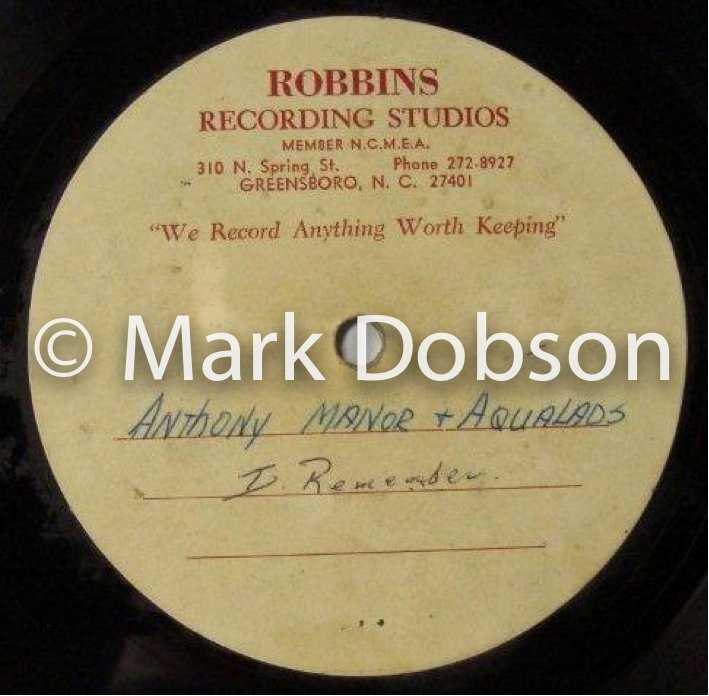 ROBBINS
RECORDING STUDIOS
MEMBER N.C.M.E.A.
310 N. Spring St. Phone 272-8927
GREENSBORO, N. C. 27401
"We Record Anything Worth Keeping"
© Mark Dobson
ANTHONY MANOR + AQUALADS
I. Remember.